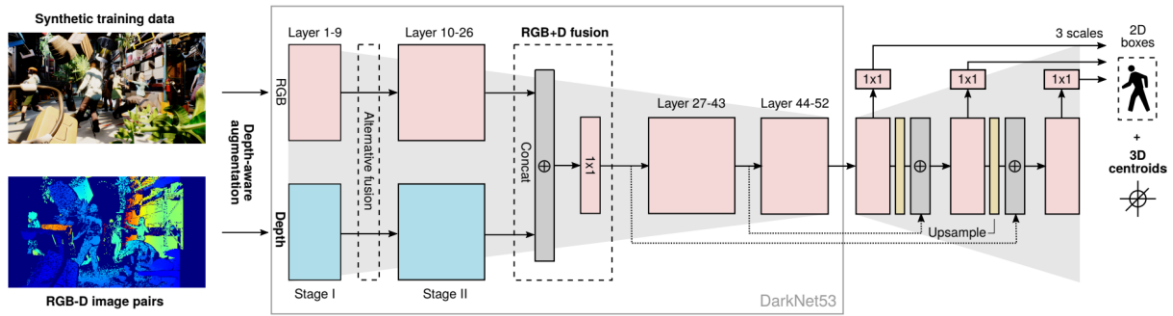 Synthetic training data
RGB-D image pairs
Depth-aware
augmentation
RGB
Depth
Layer 1-9
Stage I
Alternative fusion
Layer 10-26
Stage II
RGB+D fusion
Concat
1x1
Layer 27-43
Layer 44-52
DarkNet53
1x1
1x1
1x1
Upsample
3 scales
2D
boxes
+
3D
centroids